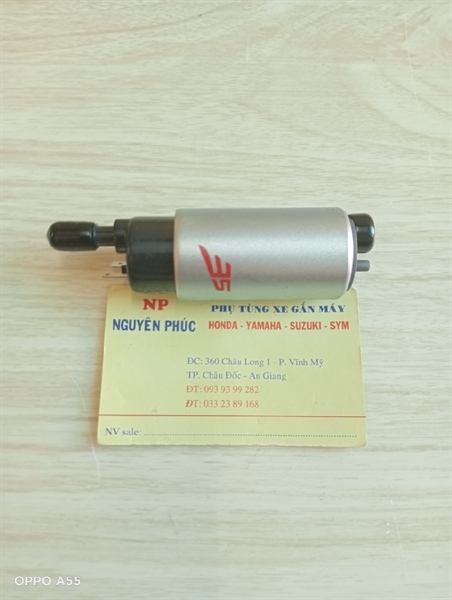 NP
PHỤ TÙNG XE GẮN MÁY
NGUYÊN PHÚC
HONDA - YAMAHA - SUZUKI - SYM
ĐC: 360 Châu Long 1 - P. Vĩnh Mỹ
TP. Châu Đốc - An Giang
ĐT: 093 93 99 282
ĐT: 033 23 89 168
NV sale:
OPPO A55